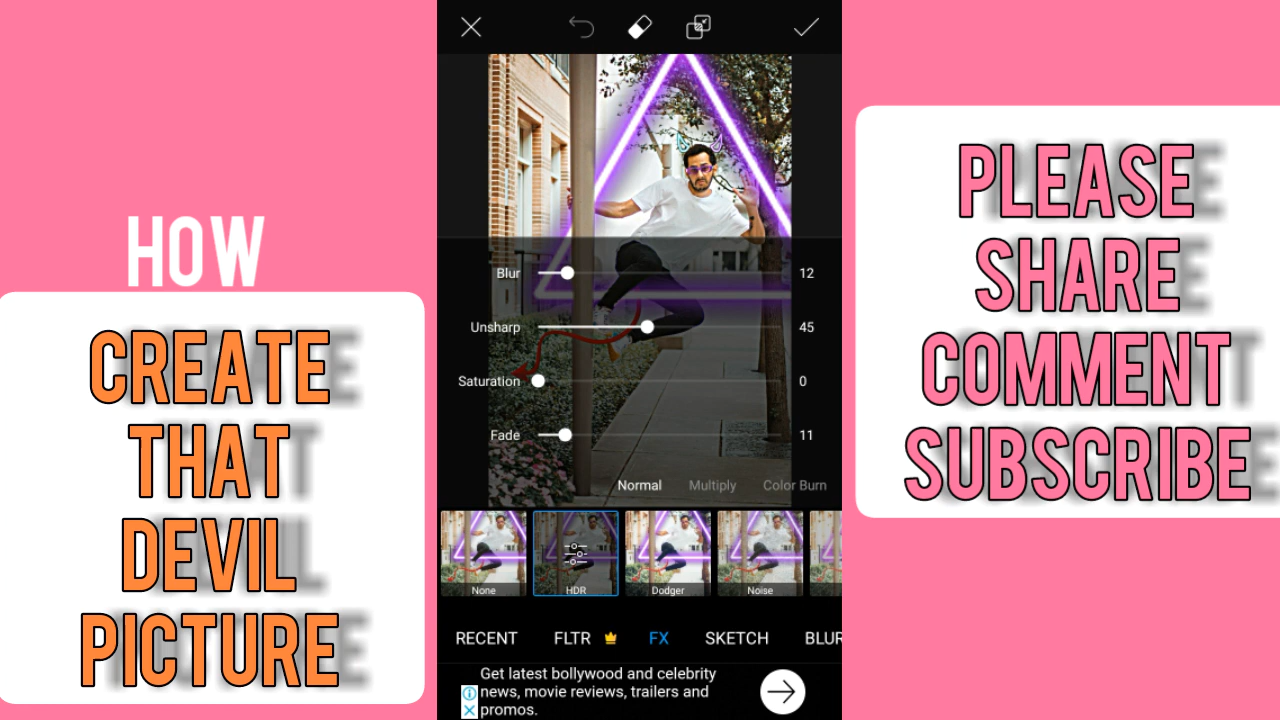 HOW
CREATE
THAT
DEVIL
PICTURE
Blur 12
Unsharp 45
Saturation 0
Fade 11
Normal Multiply Color Burn
None HDR Dodger Noise
RECENT FLTR FX SKETCH BLUR
Get latest bollywood and celebrity
news, movie reviews, trailers and
promos.
PLEASE
SHARE
COMMENT
SUBSCRIBE